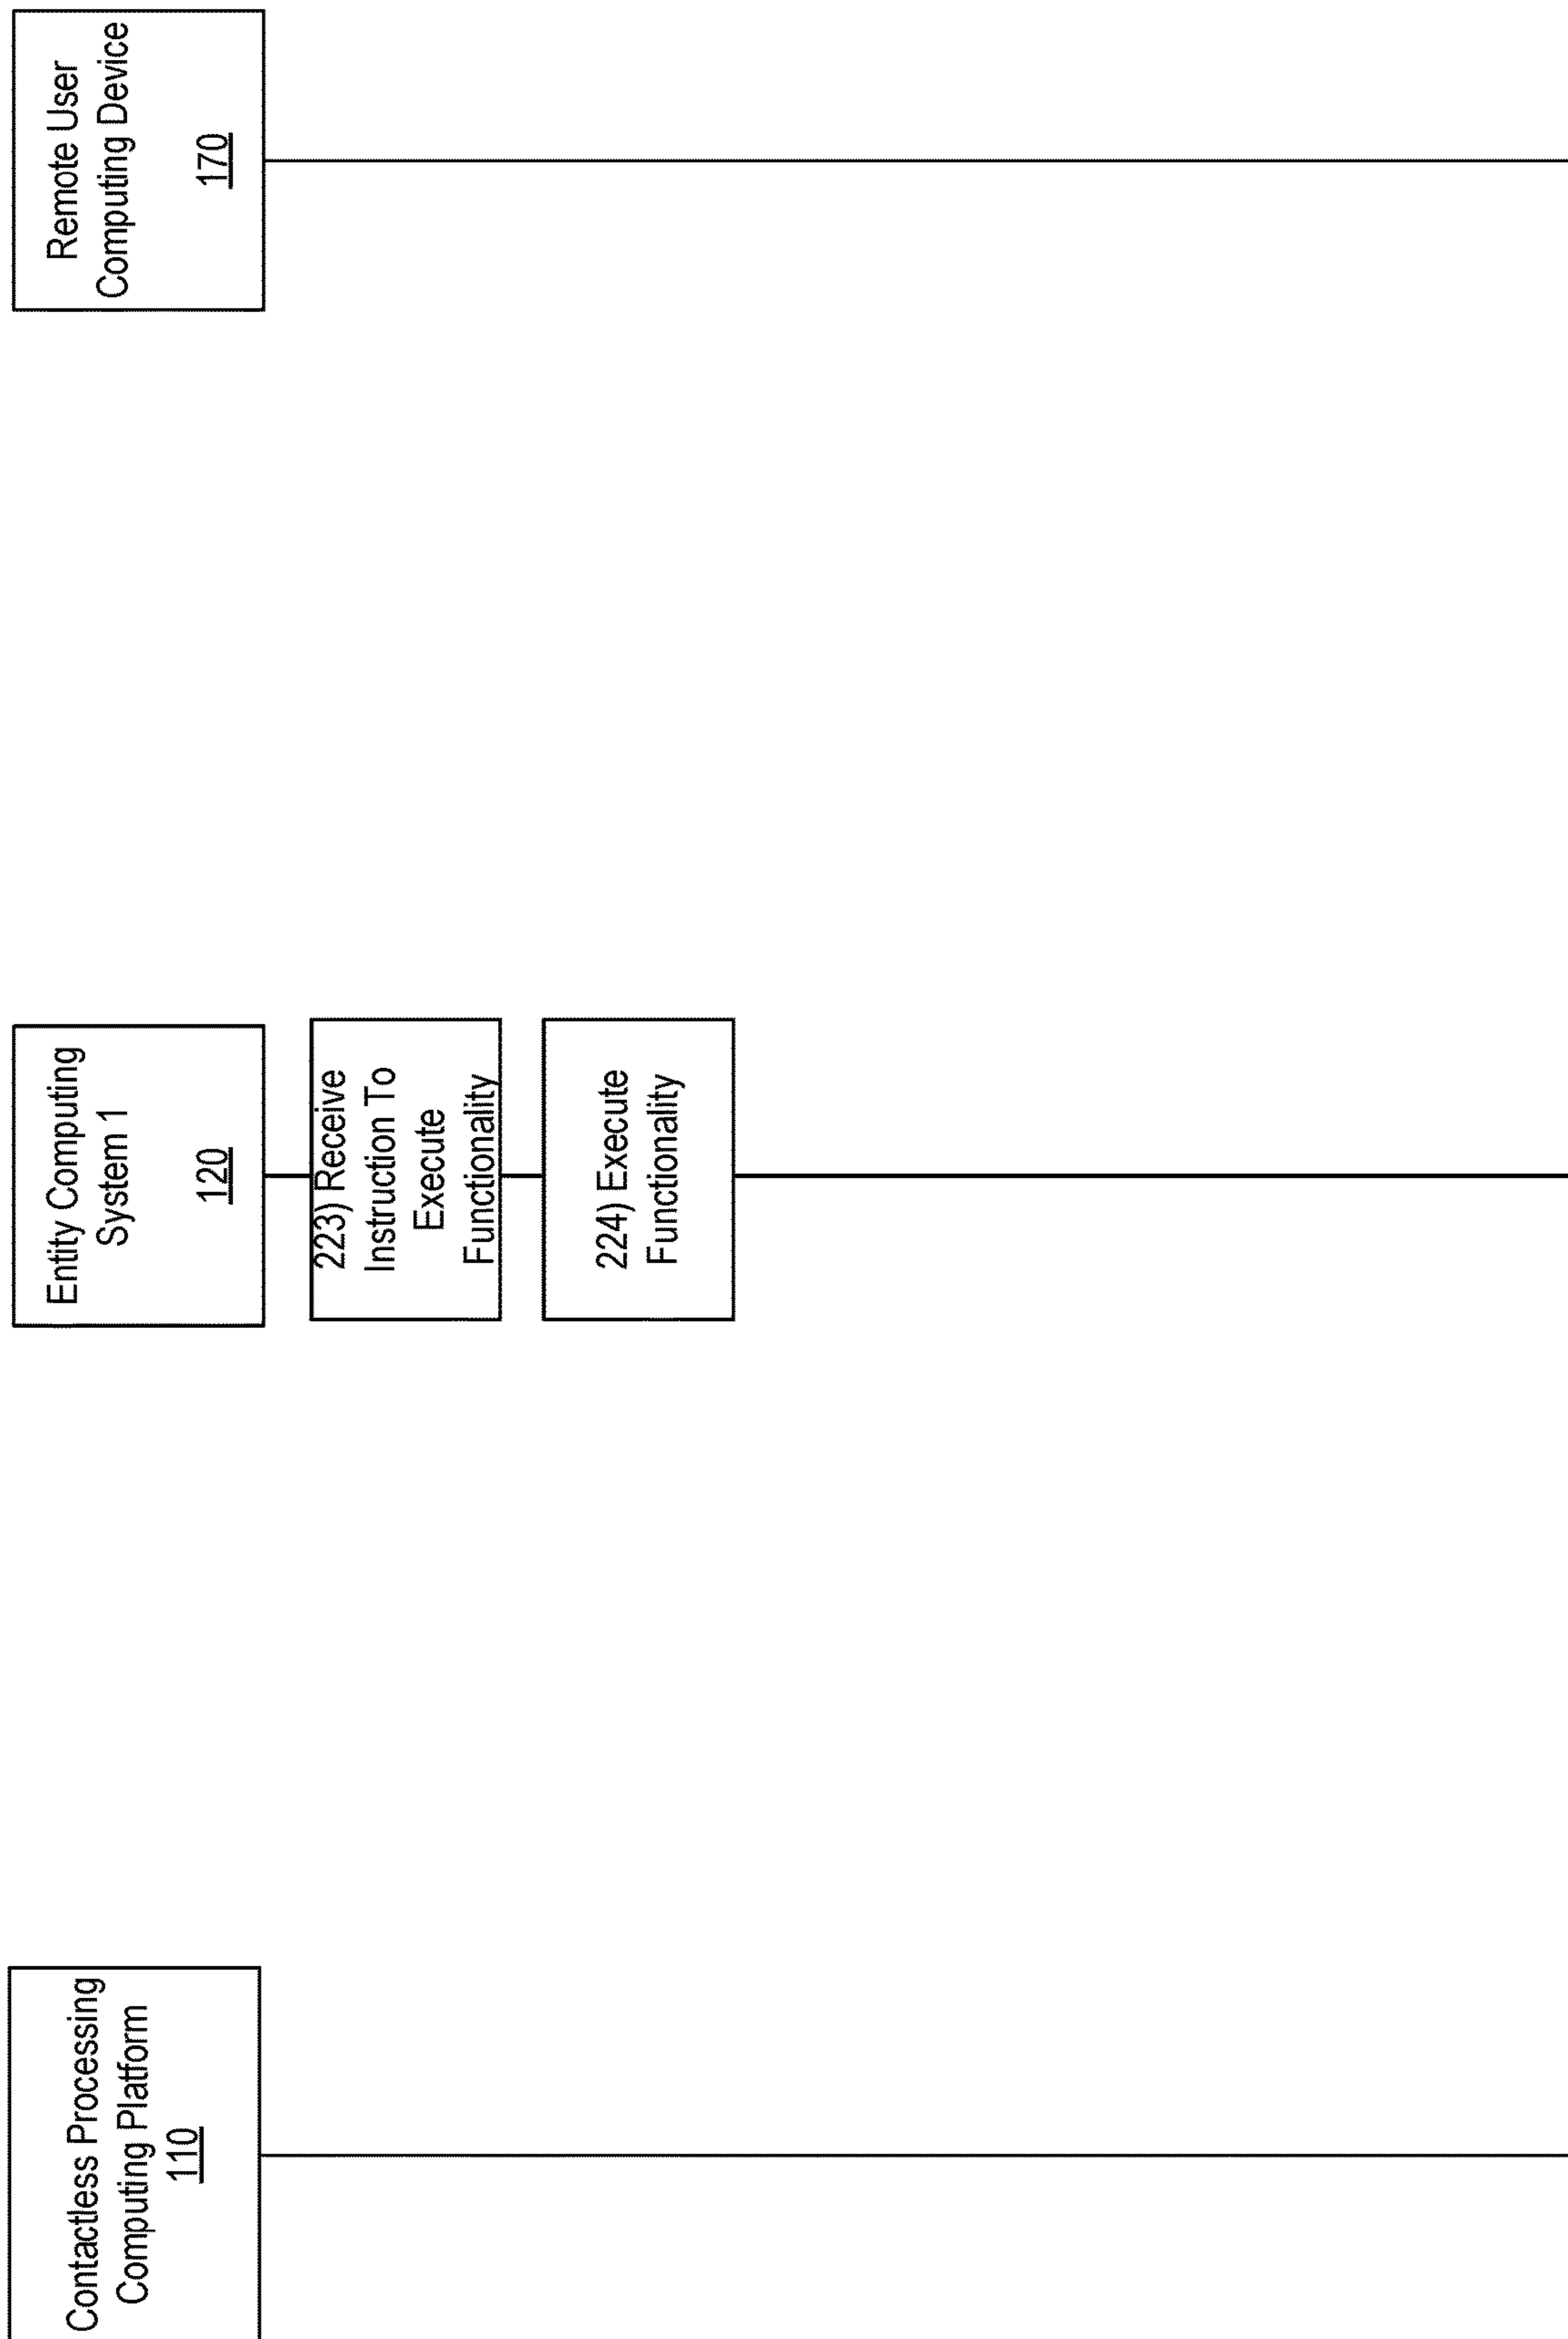 Contactless Processing
Computing Platform
110
Entity Computing
System 1
120
223) Receive
Instruction To
Execute
Functionality
224) Execute
Functionality
Remote User
Computing Device
170